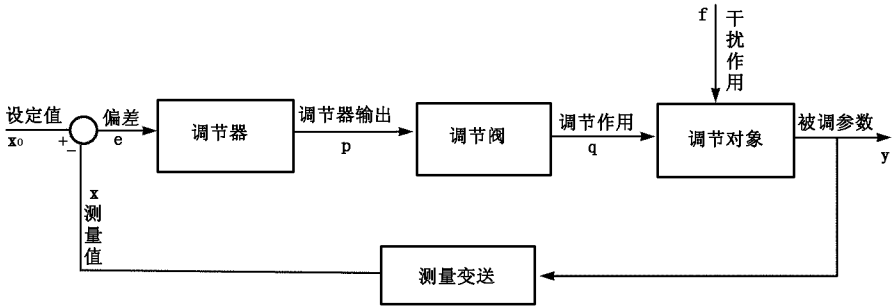 f
干扰作用
设定值
x₀
+
−
偏差
e
调节器
调节器输出
p
调节阀
调节作用
q
调节对象
被调参数
y
x
测量值
测量变送